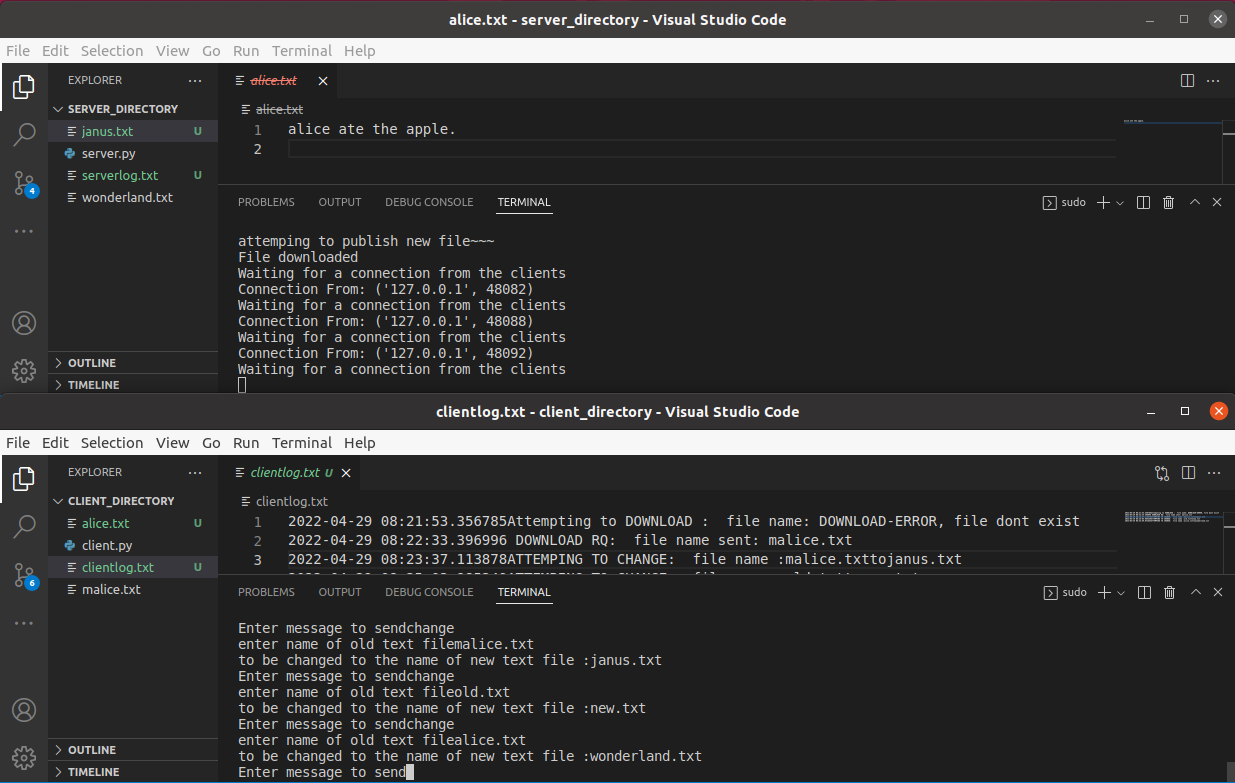 alice.txt - server_directory - Visual Studio Code
File Edit Selection View Go Run Terminal Help
EXPLORER
SERVER_DIRECTORY
janus.txt U
server.py
serverlog.txt U
wonderland.txt
4
OUTLINE
TIMELINE
alice.txt
alice.txt
1 alice ate the apple.
2
PROBLEMS OUTPUT DEBUG CONSOLE TERMINAL
sudo
attemping to publish new file~~~
File downloaded
Waiting for a connection from the clients
Connection From: ('127.0.0.1', 48082)
Waiting for a connection from the clients
Connection From: ('127.0.0.1', 48088)
Waiting for a connection from the clients
Connection From: ('127.0.0.1', 48092)
Waiting for a connection from the clients
clientlog.txt - client_directory - Visual Studio Code
File Edit Selection View Go Run Terminal Help
EXPLORER
CLIENT_DIRECTORY
alice.txt U
client.py
clientlog.txt U
malice.txt
6
OUTLINE
TIMELINE
clientlog.txt U
clientlog.txt
1 2022-04-29 08:21:53.356785Attempting to DOWNLOAD :  file name: DOWNLOAD-ERROR, file dont exist
2 2022-04-29 08:22:33.396996 DOWNLOAD RQ:  file name sent: malice.txt
3 2022-04-29 08:23:37.113878ATTEMPING TO CHANGE:  file name :malice.txttojanus.txt
PROBLEMS OUTPUT DEBUG CONSOLE TERMINAL
sudo
Enter message to sendchange
enter name of old text filemalice.txt
to be changed to the name of new text file :janus.txt
Enter message to sendchange
enter name of old text fileold.txt
to be changed to the name of new text file :new.txt
Enter message to sendchange
enter name of old text filealice.txt
to be changed to the name of new text file :wonderland.txt
Enter message to send